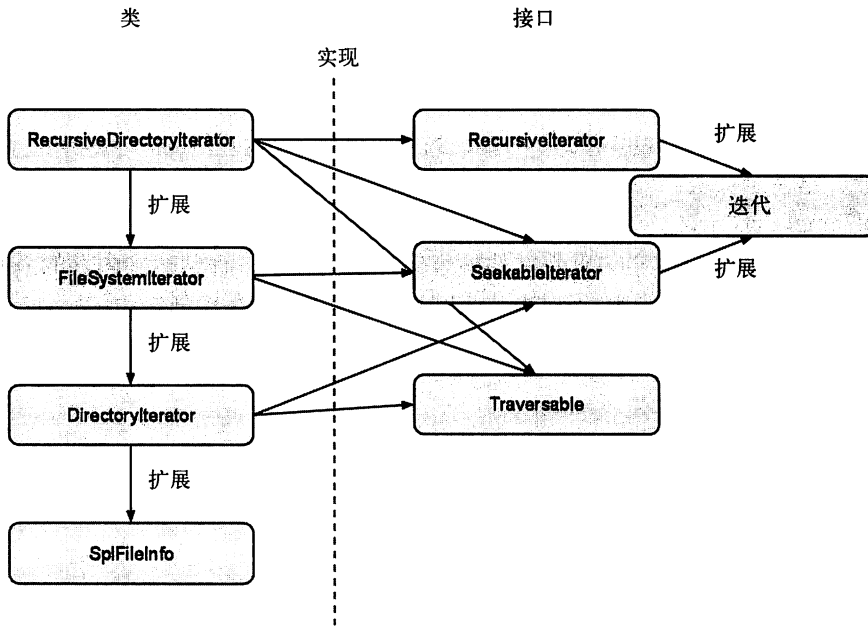 类
接口
实现
RecursiveDirectoryIterator
RecursiveIterator
扩展
迭代
扩展
FileSystemIterator
SeekableIterator
扩展
扩展
DirectoryIterator
Traversable
扩展
SplFileInfo